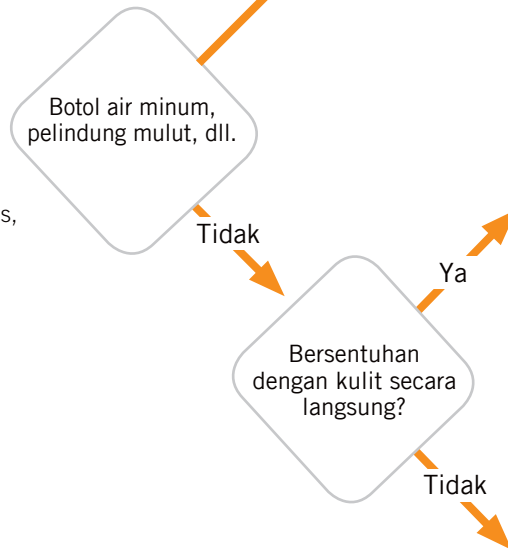 Botol air minum,
pelindung mulut, dll.
s,
Tidak
Ya
Bersentuhan
dengan kulit secara
langsung?
Tidak